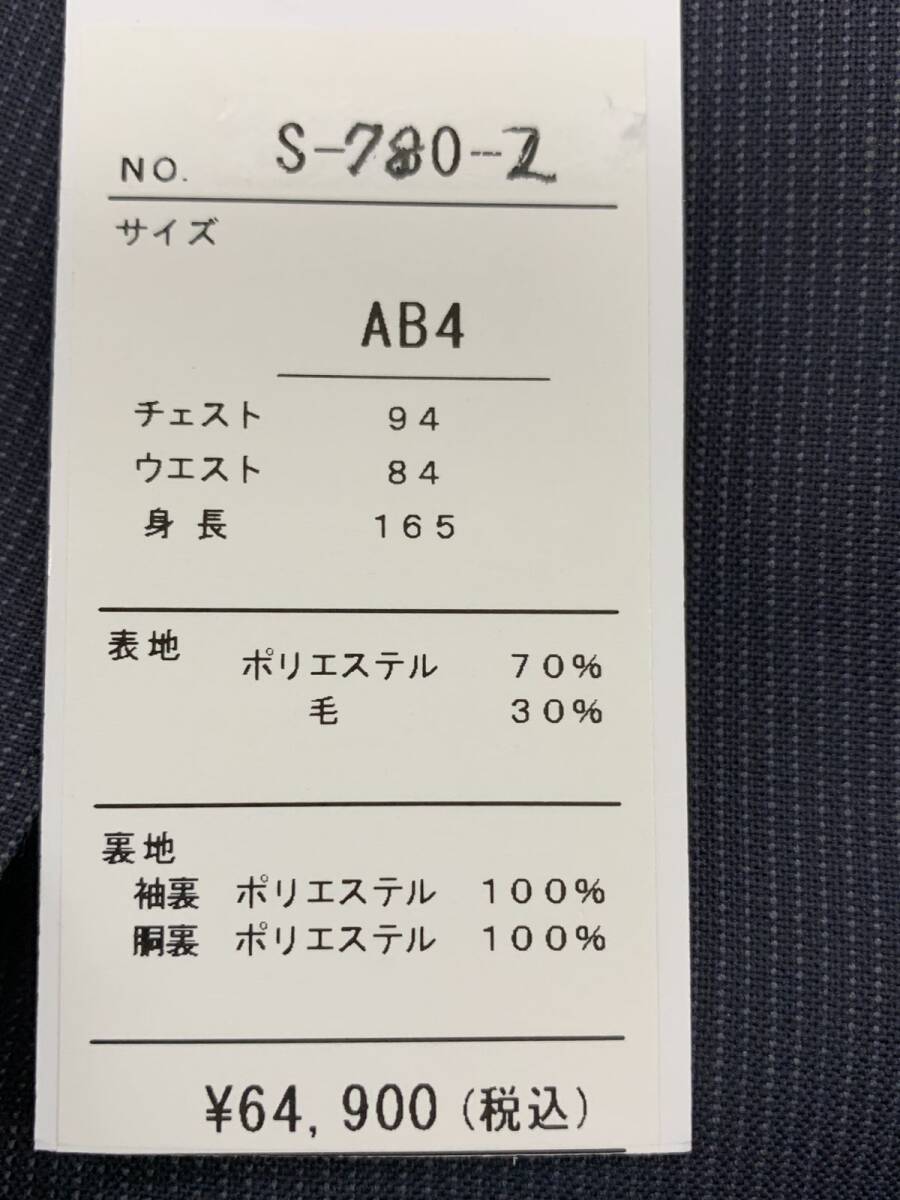 NO. S-780-2
サイズ
AB4
チェスト 94
ウエスト 84
身長 165
表地
ポリエステル 70%
毛 30%
裏地
袖裏 ポリエステル 100%
胴裏 ポリエステル 100%
¥64,900(税込)